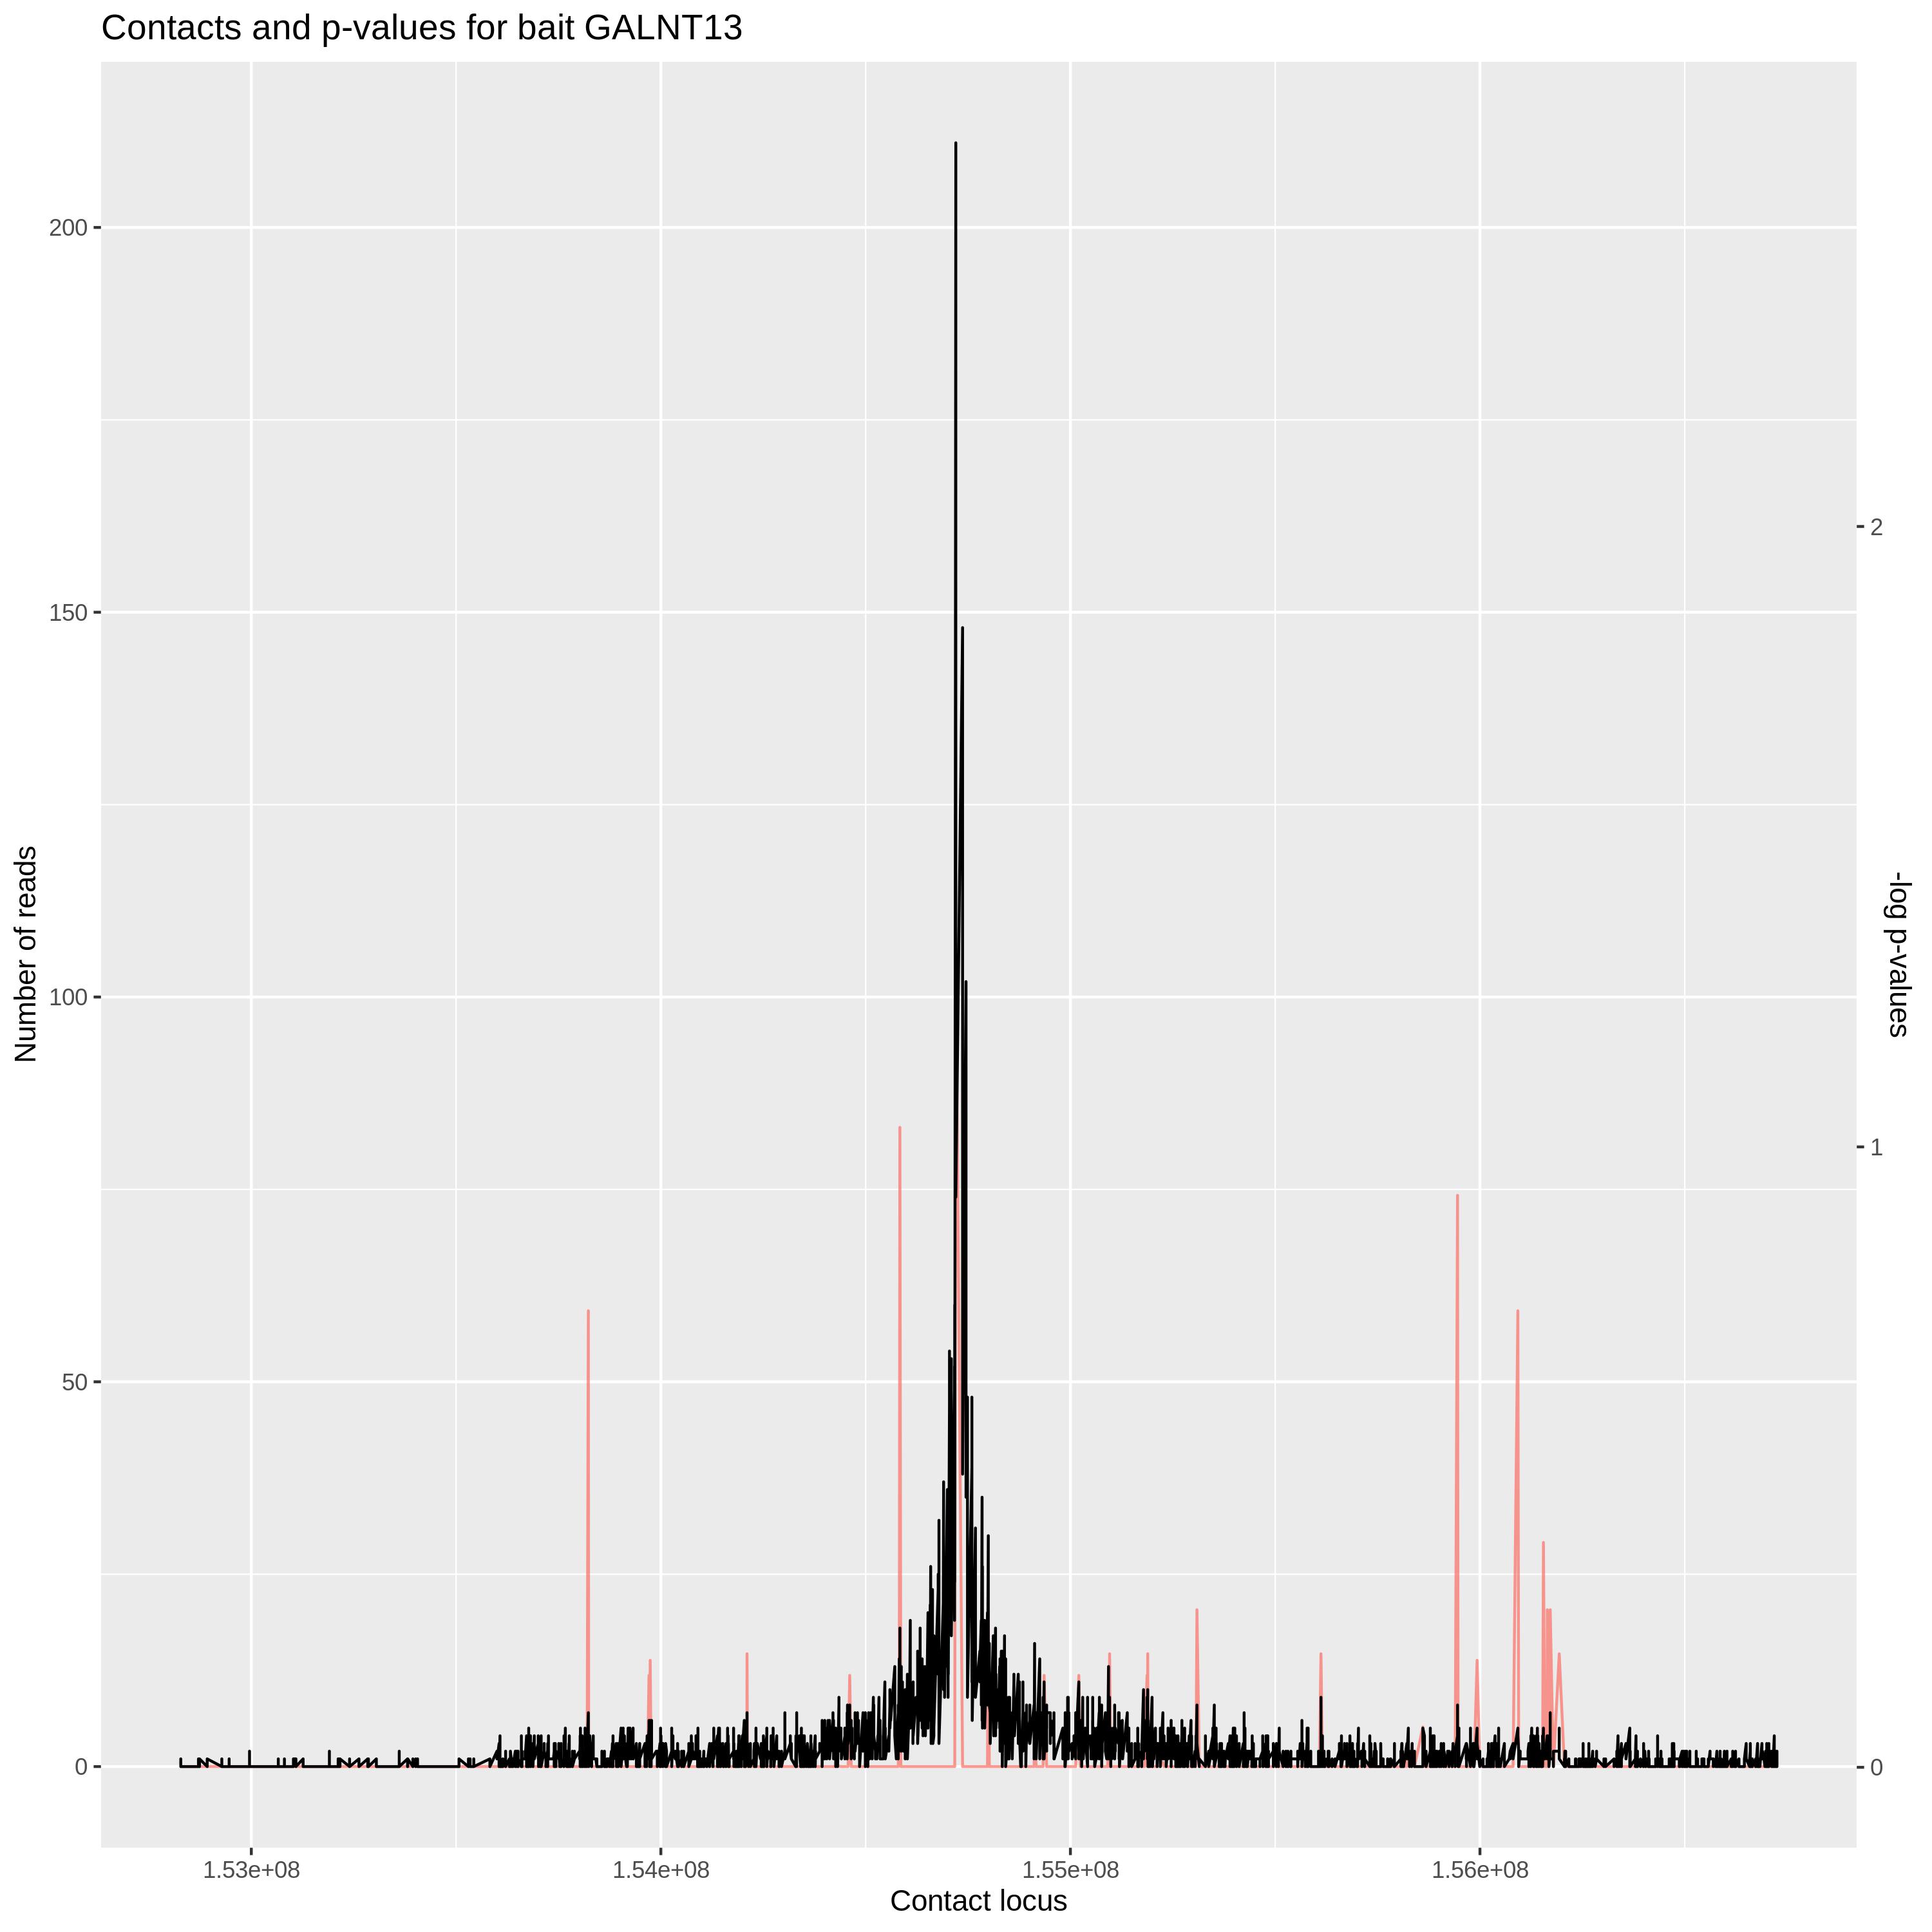 Contacts and p-values for bait GALNT13
200
150
100
50
0
Number of reads
2
1
0
-log p-values
1.53e+08
1.54e+08
1.55e+08
1.56e+08
Contact locus